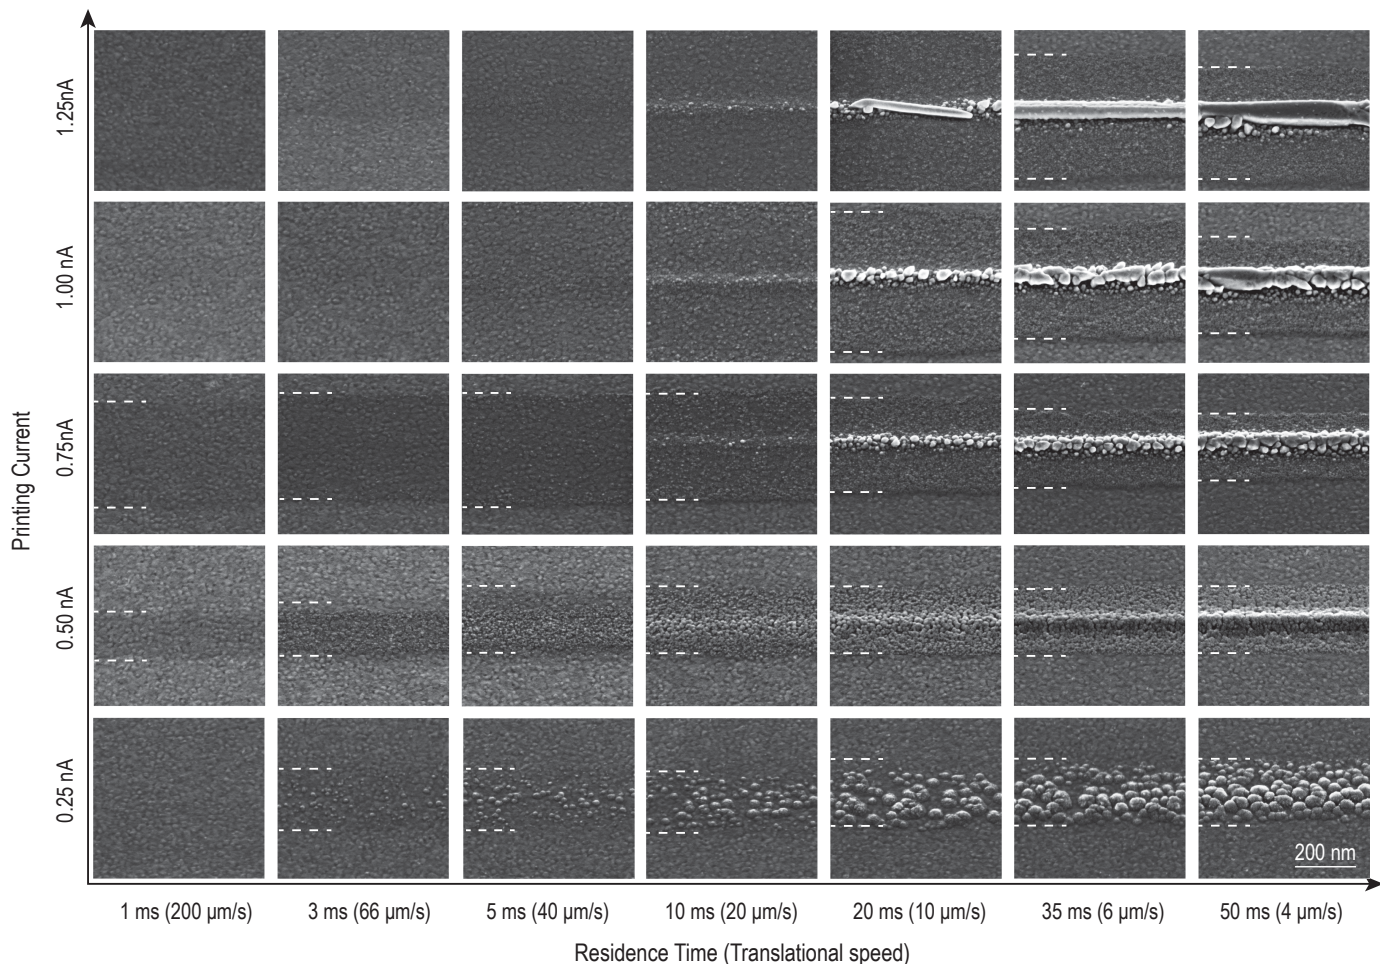 1.25nA
1.00 nA
0.75nA
0.50 nA
0.25 nA
Printing Current
200 nm
1 ms (200 µm/s)
3 ms (66 µm/s)
5 ms (40 µm/s)
10 ms (20 µm/s)
20 ms (10 µm/s)
35 ms (6 µm/s)
50 ms (4 µm/s)
Residence Time (Translational speed)